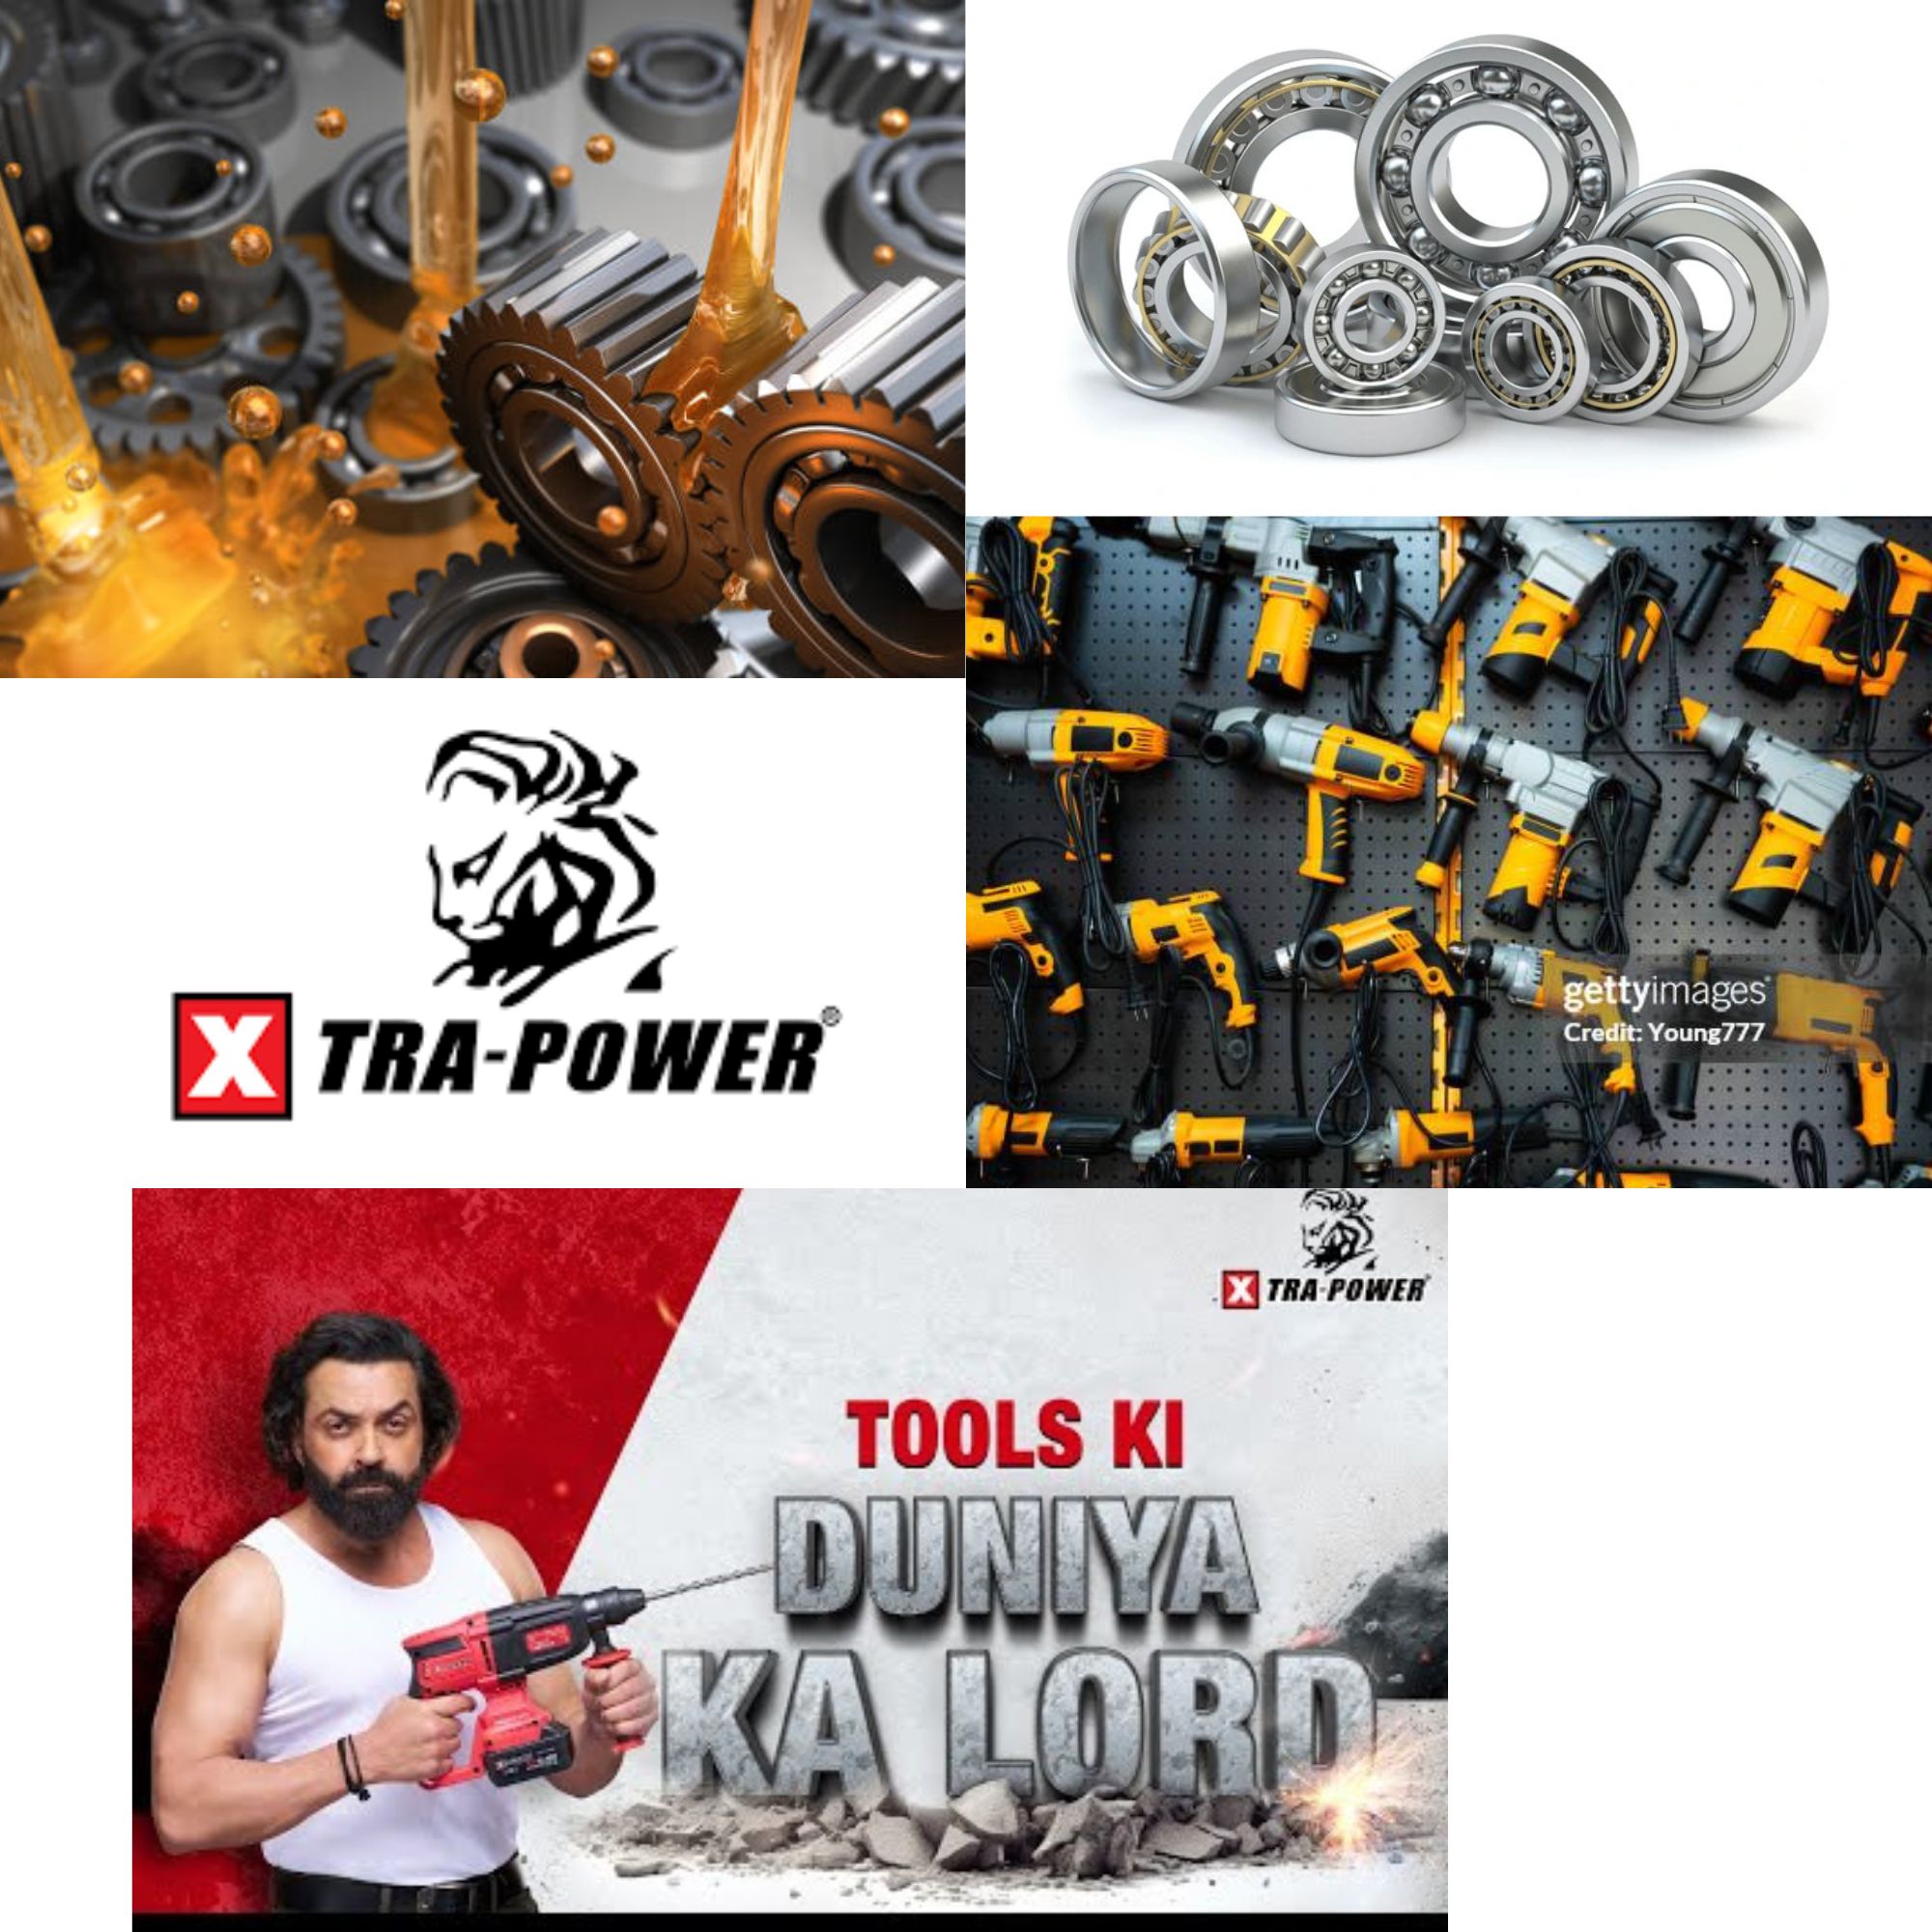 X TRA-POWER®
gettyimages®
Credit: Young777
X TRA-POWER
TOOLS KI
DUNIYA
KA LORD